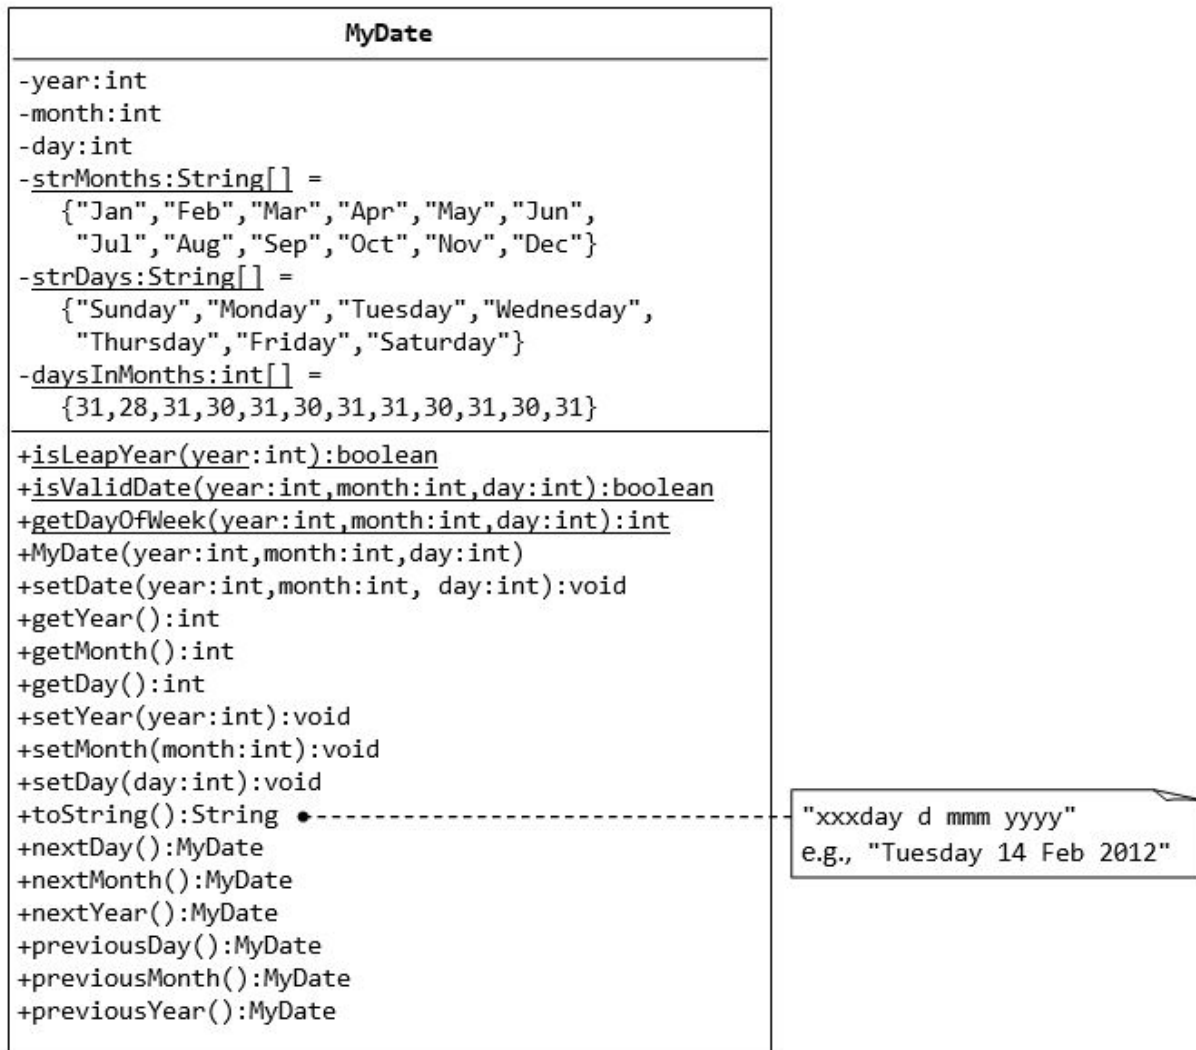 MyDate
-year:int
-month:int
-day:int
-strMonths:String[] =
{"Jan","Feb","Mar","Apr","May","Jun",
"Jul","Aug","Sep","Oct","Nov","Dec"}
-strDays:String[] =
{"Sunday","Monday","Tuesday","Wednesday",
"Thursday","Friday","Saturday"}
-daysInMonths:int[] =
{31,28,31,30,31,30,31,31,30,31,30,31}
+isLeapYear(year:int):boolean
+isValidDate(year:int,month:int,day:int):boolean
+getDayOfWeek(year:int,month:int,day:int):int
+MyDate(year:int,month:int,day:int)
+setDate(year:int,month:int, day:int):void
+getYear():int
+getMonth():int
+getDay():int
+setYear(year:int):void
+setMonth(month:int):void
+setDay(day:int):void
+toString():String
+nextDay():MyDate
+nextMonth():MyDate
+nextYear():MyDate
+previousDay():MyDate
+previousMonth():MyDate
+previousYear():MyDate
"xxxday d mmm yyyy"
e.g., "Tuesday 14 Feb 2012"